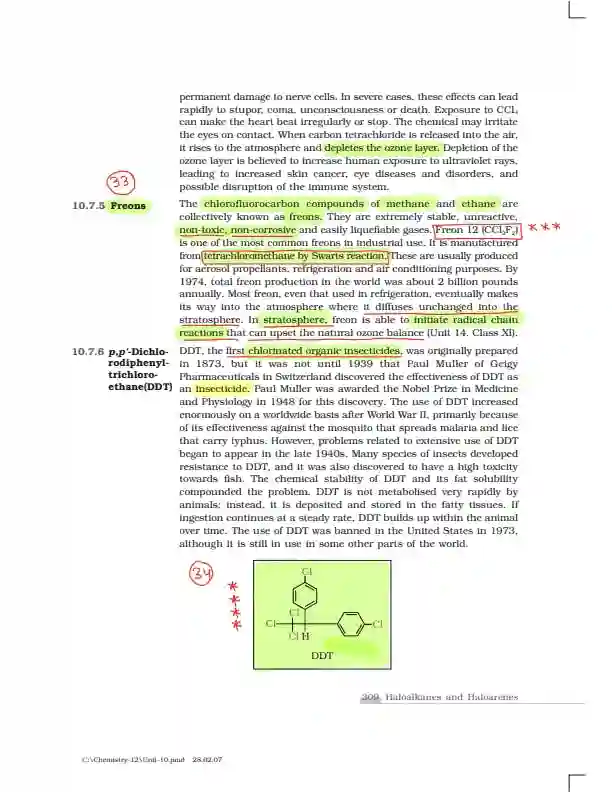 permanent damage to nerve cells. In severe cases, these effects can lead
rapidly to stupor, coma, unconsciousness or death. Exposure to CCl₄
can make the heart beat irregularly or stop. The chemical may irritate
the eyes on contact. When carbon tetrachloride is released into the air,
it rises to the atmosphere and depletes the ozone layer. Depletion of the
ozone layer is believed to increase human exposure to ultraviolet rays,
leading to increased skin cancer, eye diseases and disorders, and
possible disruption of the immune system.
33
10.7.5 Freons
The chlorofluorocarbon compounds of methane and ethane are
collectively known as freons. They are extremely stable, unreactive,
non-toxic, non-corrosive and easily liquefiable gases. Freon 12 (CCl₂F₂) ***
is one of the most common freons in industrial use. It is manufactured
from tetrachloromethane by Swarts reaction. These are usually produced
for aerosol propellants, refrigeration and air conditioning purposes. By
1974, total freon production in the world was about 2 billion pounds
annually. Most freon, even that used in refrigeration, eventually makes
its way into the atmosphere where it diffuses unchanged into the
stratosphere. In stratosphere, freon is able to initiate radical chain
reactions that can upset the natural ozone balance (Unit 14, Class XI).
10.7.6 p,p′-Dichlo-
rodiphenyl-
trichloro-
ethane(DDT)
DDT, the first chlorinated organic insecticides, was originally prepared
in 1873, but it was not until 1939 that Paul Muller of Geigy
Pharmaceuticals in Switzerland discovered the effectiveness of DDT as
an insecticide. Paul Muller was awarded the Nobel Prize in Medicine
and Physiology in 1948 for this discovery. The use of DDT increased
enormously on a worldwide basis after World War II, primarily because
of its effectiveness against the mosquito that spreads malaria and lice
that carry typhus. However, problems related to extensive use of DDT
began to appear in the late 1940s. Many species of insects developed
resistance to DDT, and it was also discovered to have a high toxicity
towards fish. The chemical stability of DDT and its fat solubility
compounded the problem. DDT is not metabolised very rapidly by
animals; instead, it is deposited and stored in the fatty tissues. If
ingestion continues at a steady rate, DDT builds up within the animal
over time. The use of DDT was banned in the United States in 1973,
although it is still in use in some other parts of the world.
34
****
Cl
Cl
Cl Cl
Cl H
DDT
309 Haloalkanes and Haloarenes
C:\Chemistry-12\Unit-10.pmd 28.02.07